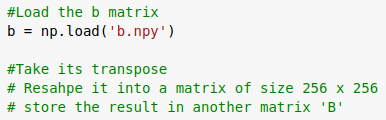 #Load the b matrix
b = np.load('b.npy')
#Take its transpose
# Resahpe it into a matrix of size 256 x 256
# store the result in another matrix 'B'